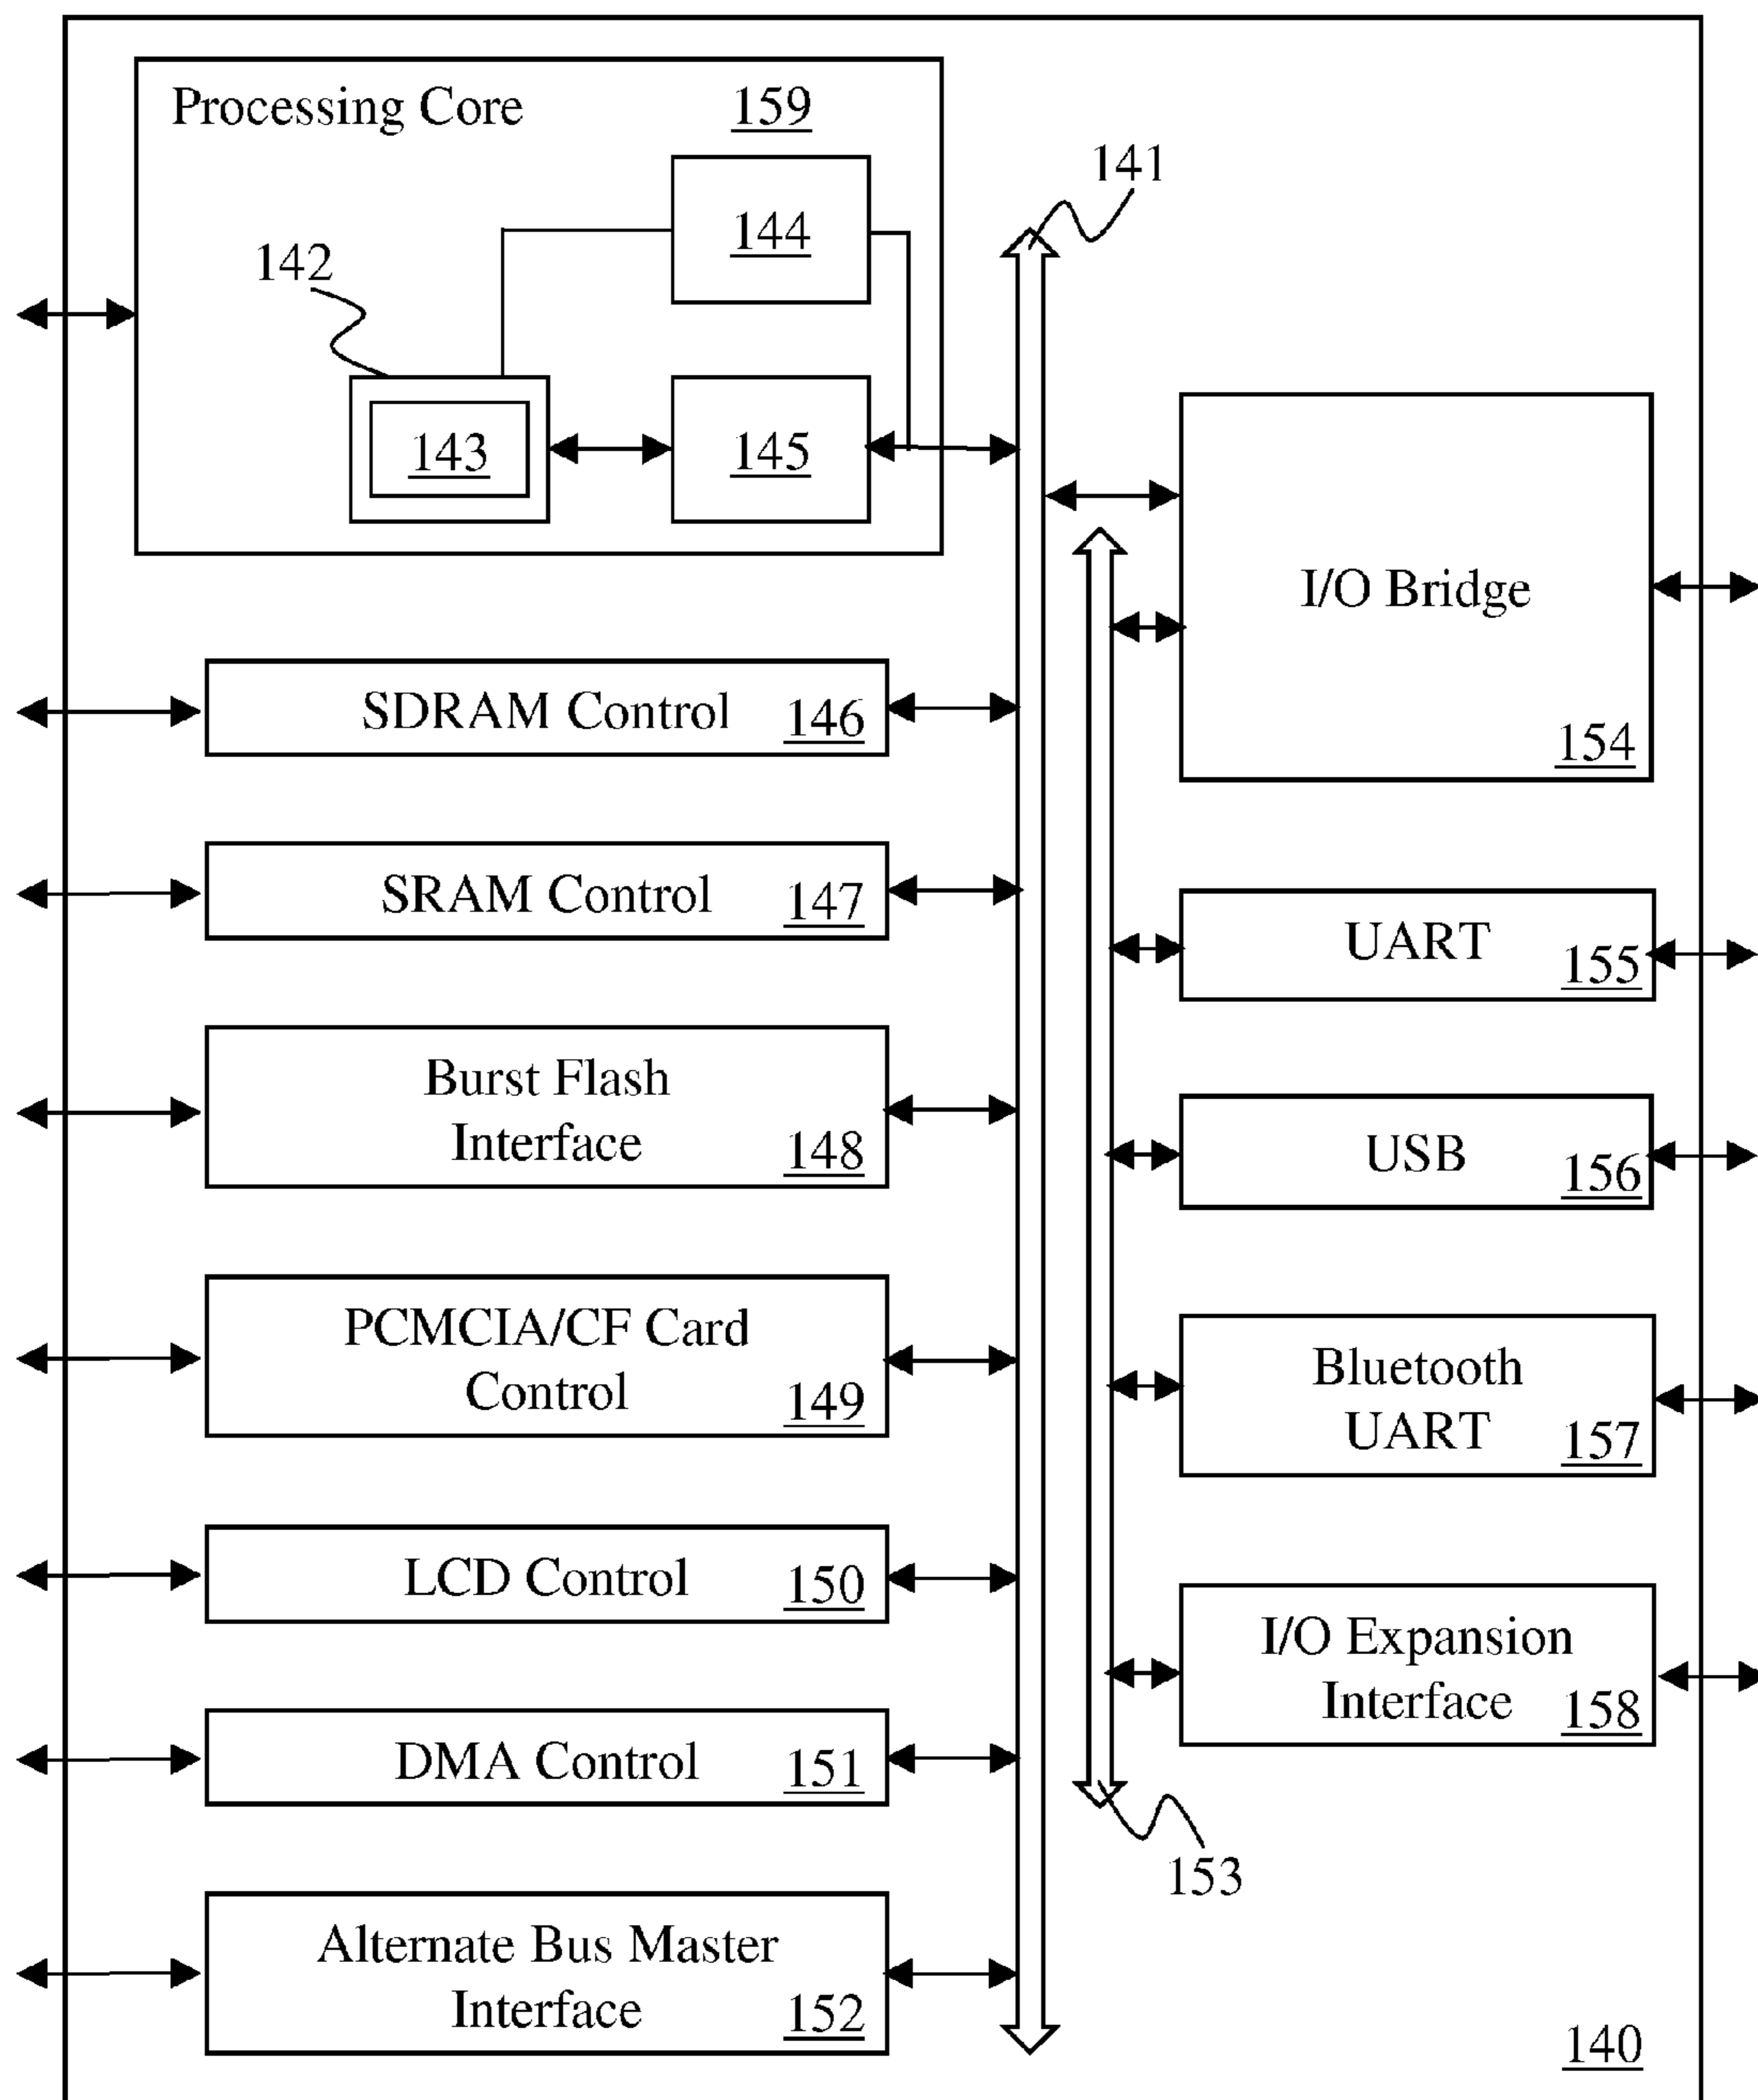 Processing Core
159
141
144
142
143
145
I/O Bridge
154
SDRAM Control
146
SRAM Control
147
UART
155
Burst Flash
Interface
148
USB
156
PCMCIA/CF Card
Control
149
Bluetooth
UART
157
LCD Control
150
I/O Expansion
Interface
158
DMA Control
151
153
Alternate Bus Master
Interface
152
140